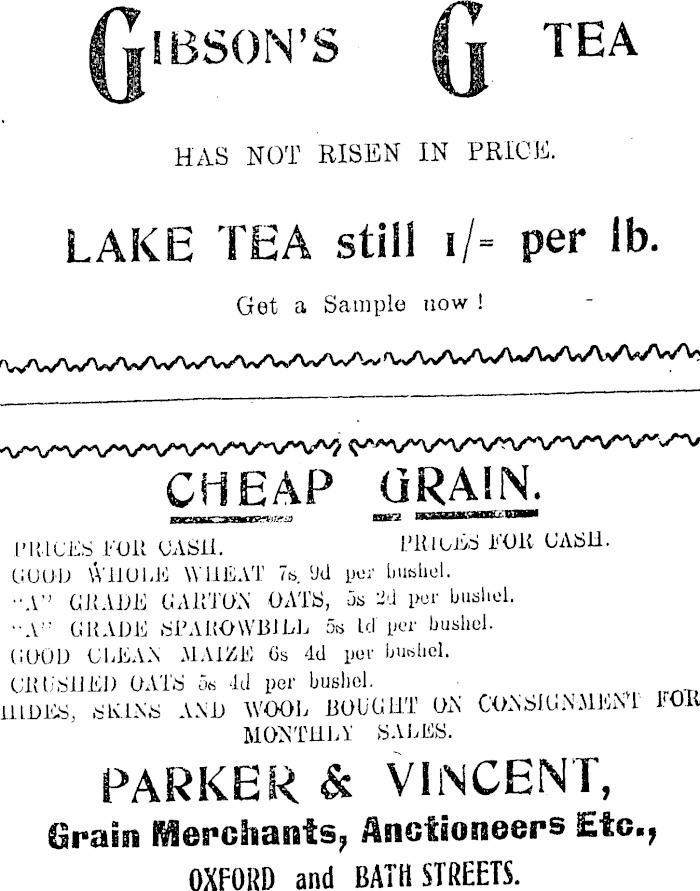 GIBSON'S G TEA
HAS NOT RISEN IN PRICE.
LAKE TEA still 1/= per lb.
Get a Sample now!
CHEAP GRAIN.
PRICES FOR CASH. PRICES FOR CASH.
GOOD WHOLE WHEAT 7s. 9d per bushel.
"A" GRADE GARTON OATS, 5s 2d per bushel.
"A" GRADE SPAROWBILL 5s 1d per bushel.
GOOD CLEAN MAIZE 6s 4d per bushel.
CRUSHED OATS 5s 4d per bushel.
HIDES, SKINS AND WOOL BOUGHT ON CONSIGNMENT FOR
MONTHLY SALES.
PARKER & VINCENT,
Grain Merchants, Anctioneers Etc.,
OXFORD and BATH STREETS.